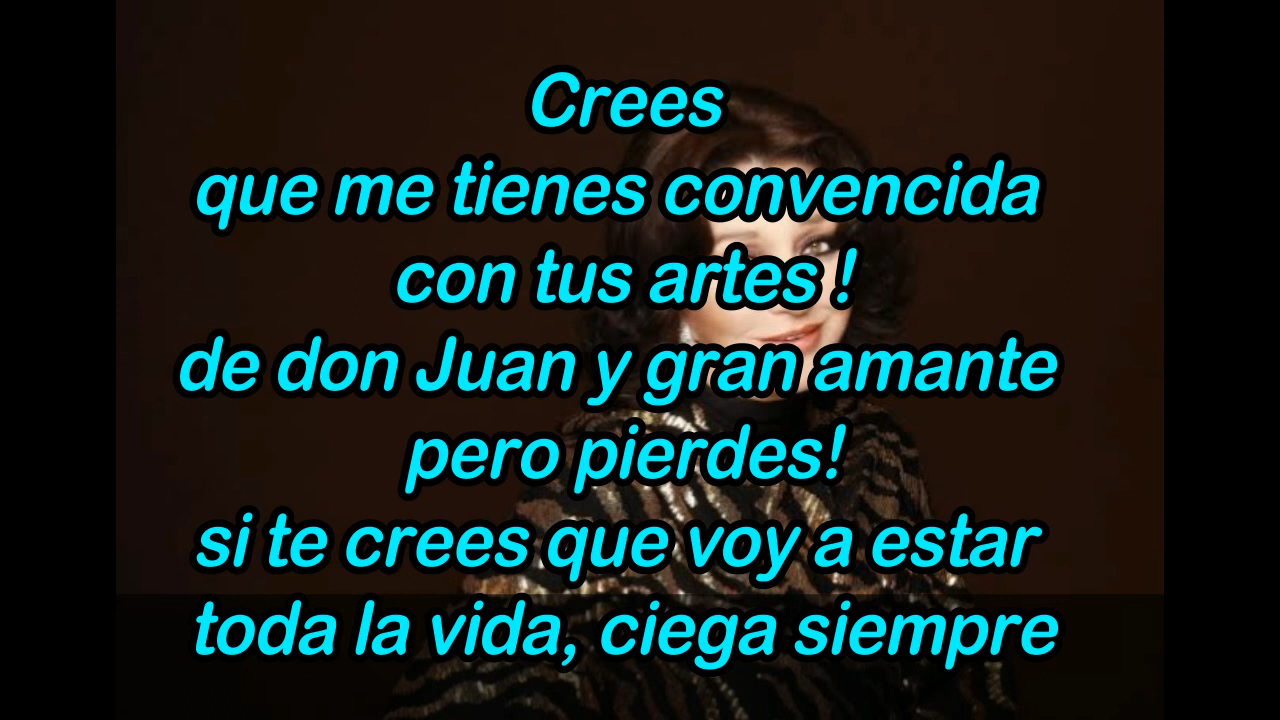 Crees
que me tienes convencida
con tus artes !
de don Juan y gran amante
pero pierdes!
si te crees que voy a estar
toda la vida, ciega siempre